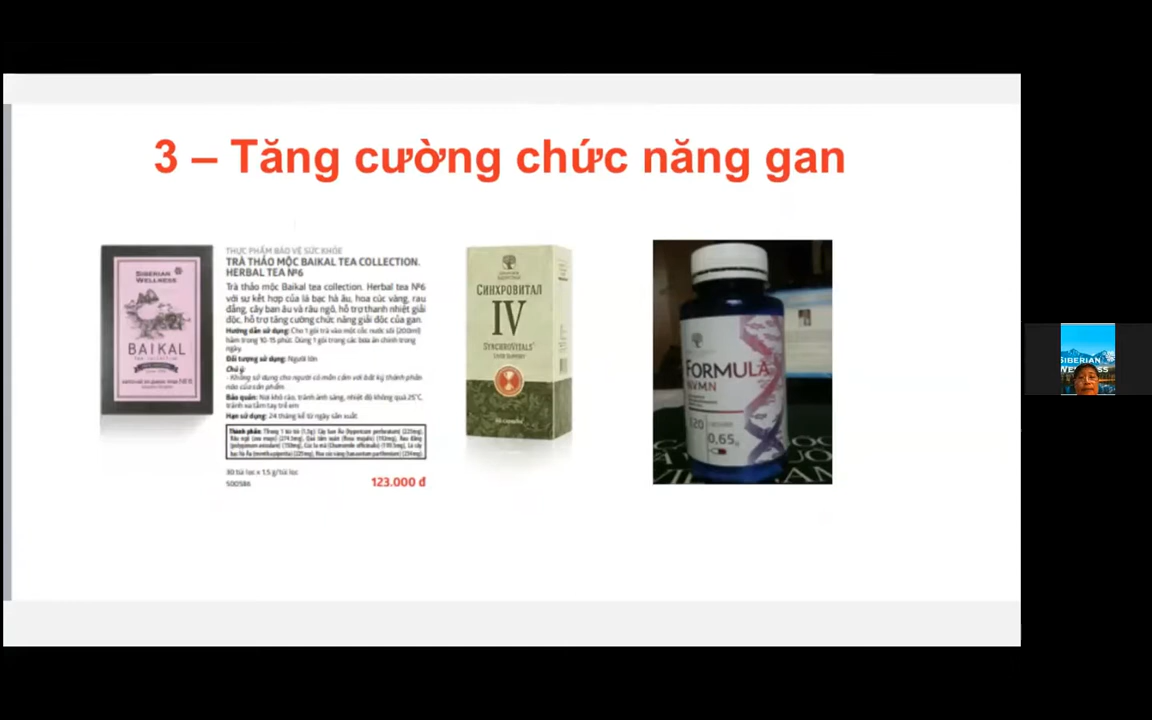 3 – Tăng cường chức năng gan
SIBERIAN
WELLNESS
BAIKAL
THỰC PHẨM BẢO VỆ SỨC KHỎE
TRÀ THẢO MỘC BAIKAL TEA COLLECTION.
HERBAL TEA №6
Trà thảo mộc Baikal tea collection. Herbal tea №6
với sự kết hợp của lá bạc hà âu, hoa cúc vàng, rau
đắng, cây ban âu và râu ngô, hỗ trợ thanh nhiệt giải
độc, hỗ trợ tăng cường chức năng giải độc của gan.
Hướng dẫn sử dụng: Cho 1 gói trà vào một cốc nước sôi (200ml)
hãm trong 10-15 phút. Dùng 1 gói trong các bữa ăn chính trong
ngày.
Đối tượng sử dụng: Người lớn
Chú ý:
- Không sử dụng cho người có mẫn cảm với bất kỳ thành phần
nào của sản phẩm
Bảo quản: Nơi khô ráo, tránh ánh sáng, nhiệt độ không quá 25°C,
tránh xa tầm tay trẻ em
Hạn sử dụng: 24 tháng kể từ ngày sản xuất
30 túi lọc x 1.5 g/túi lọc
500586
123.000 đ
СИНХРОВИТАЛ
IV
SYNCHROVITALS
LIVER SUPPORT
60 capsules
FORMULA
120
0,65g
SIBERIAN
WELLNESS